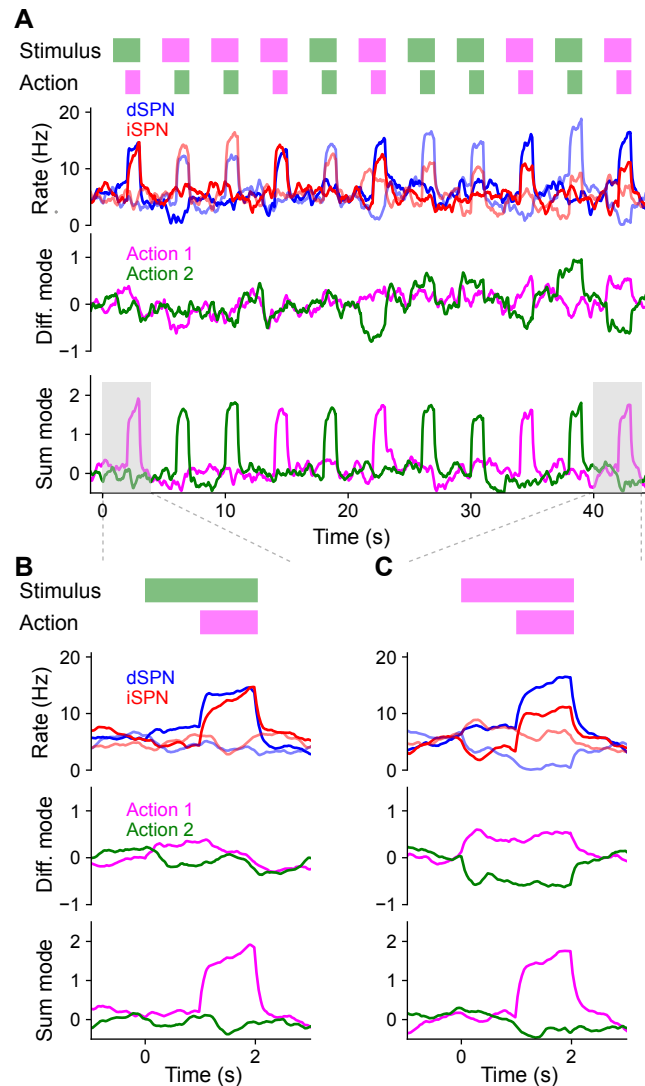 A
Stimulus
Action
20
dSPN
iSPN
10
0
Rate (Hz)
1
Action 1
Action 2
0
−1
Diff. mode
2
1
0
Sum mode
0 10 20 30 40
Time (s)
B C
Stimulus
Action
20 20
dSPN dSPN
iSPN iSPN
10 10
0 0
Rate (Hz)
1 1
Action 1
Action 2
0 0
−1 −1
Diff. mode
2 2
1 1
0 0
Sum mode
0 2 0 2
Time (s) Time (s)